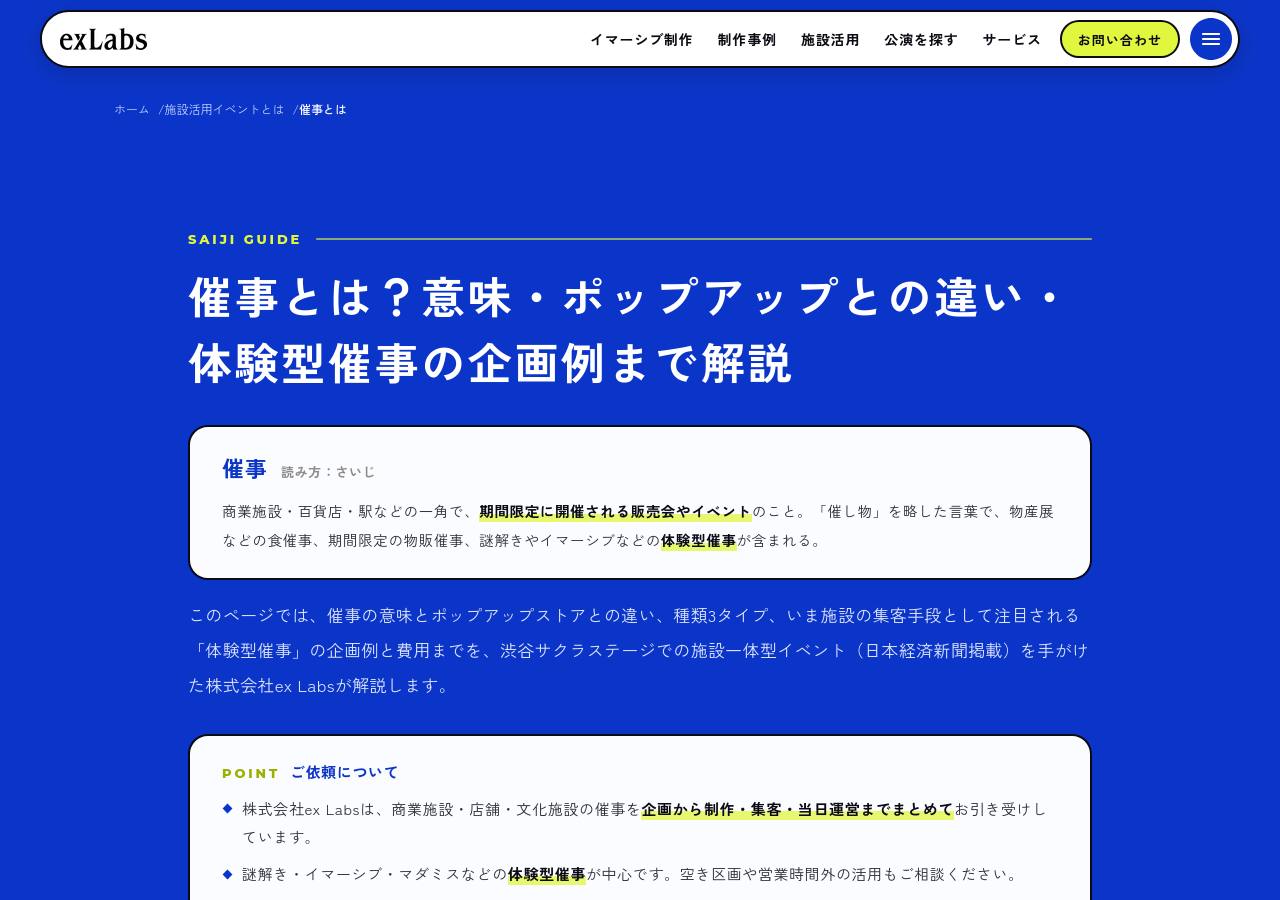 exLabs
イマーシブ制作 制作事例 施設活用 公演を探す サービス お問い合わせ
ホーム /施設活用イベントとは /催事とは
SAIJI GUIDE
催事とは？意味・ポップアップとの違い・
体験型催事の企画例まで解説
催事 読み方：さいじ
商業施設・百貨店・駅などの一角で、期間限定に開催される販売会やイベントのこと。「催し物」を略した言葉で、物産展
などの食催事、期間限定の物販催事、謎解きやイマーシブなどの体験型催事が含まれる。
このページでは、催事の意味とポップアップストアとの違い、種類3タイプ、いま施設の集客手段として注目される
「体験型催事」の企画例と費用までを、渋谷サクラステージでの施設一体型イベント（日本経済新聞掲載）を手がけ
た株式会社ex Labsが解説します。
POINT ご依頼について
◆ 株式会社ex Labsは、商業施設・店舗・文化施設の催事を企画から制作・集客・当日運営までまとめてお引き受けし
ています。
◆ 謎解き・イマーシブ・マダミスなどの体験型催事が中心です。空き区画や営業時間外の活用もご相談ください。